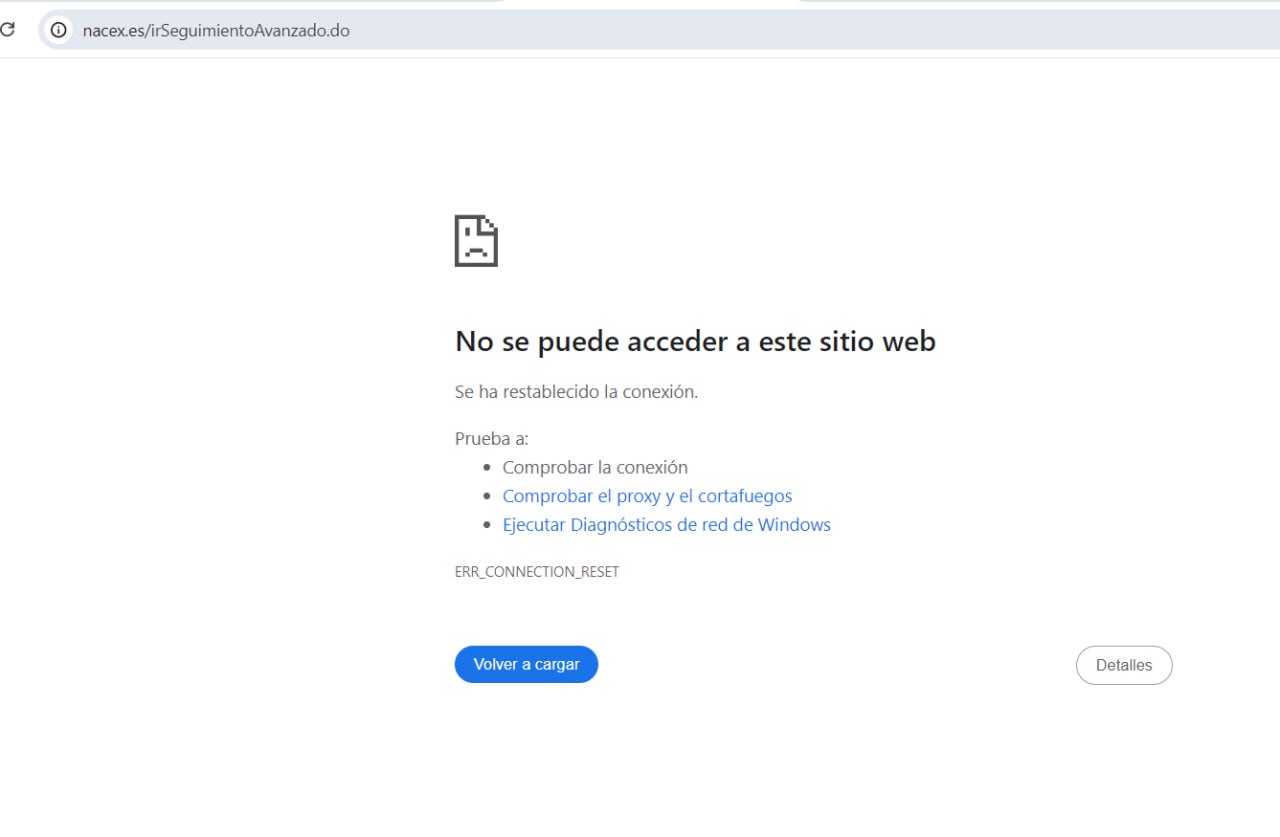 nacex.es/irSeguimientoAvanzado.do
No se puede acceder a este sitio web
Se ha restablecido la conexión.
Prueba a:
Comprobar la conexión
Comprobar el proxy y el cortafuegos
Ejecutar Diagnósticos de red de Windows
ERR_CONNECTION_RESET
Volver a cargar
Detalles